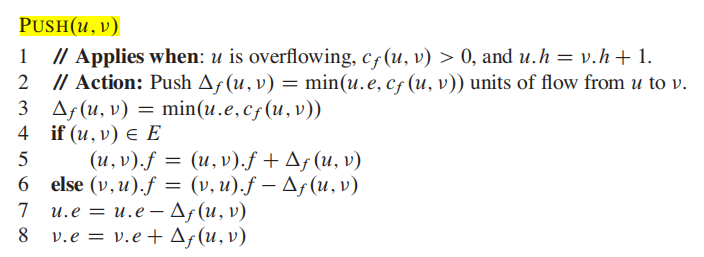 PUSH(u, v)
1 // Applies when: u is overflowing, c_f(u, v) > 0, and u.h = v.h + 1.
2 // Action: Push Δ_f(u, v) = min(u.e, c_f(u, v)) units of flow from u to v.
3 Δ_f(u, v) = min(u.e, c_f(u, v))
4 if (u, v) ∈ E
5 (u, v).f = (u, v).f + Δ_f(u, v)
6 else (v, u).f = (v, u).f − Δ_f(u, v)
7 u.e = u.e − Δ_f(u, v)
8 v.e = v.e + Δ_f(u, v)